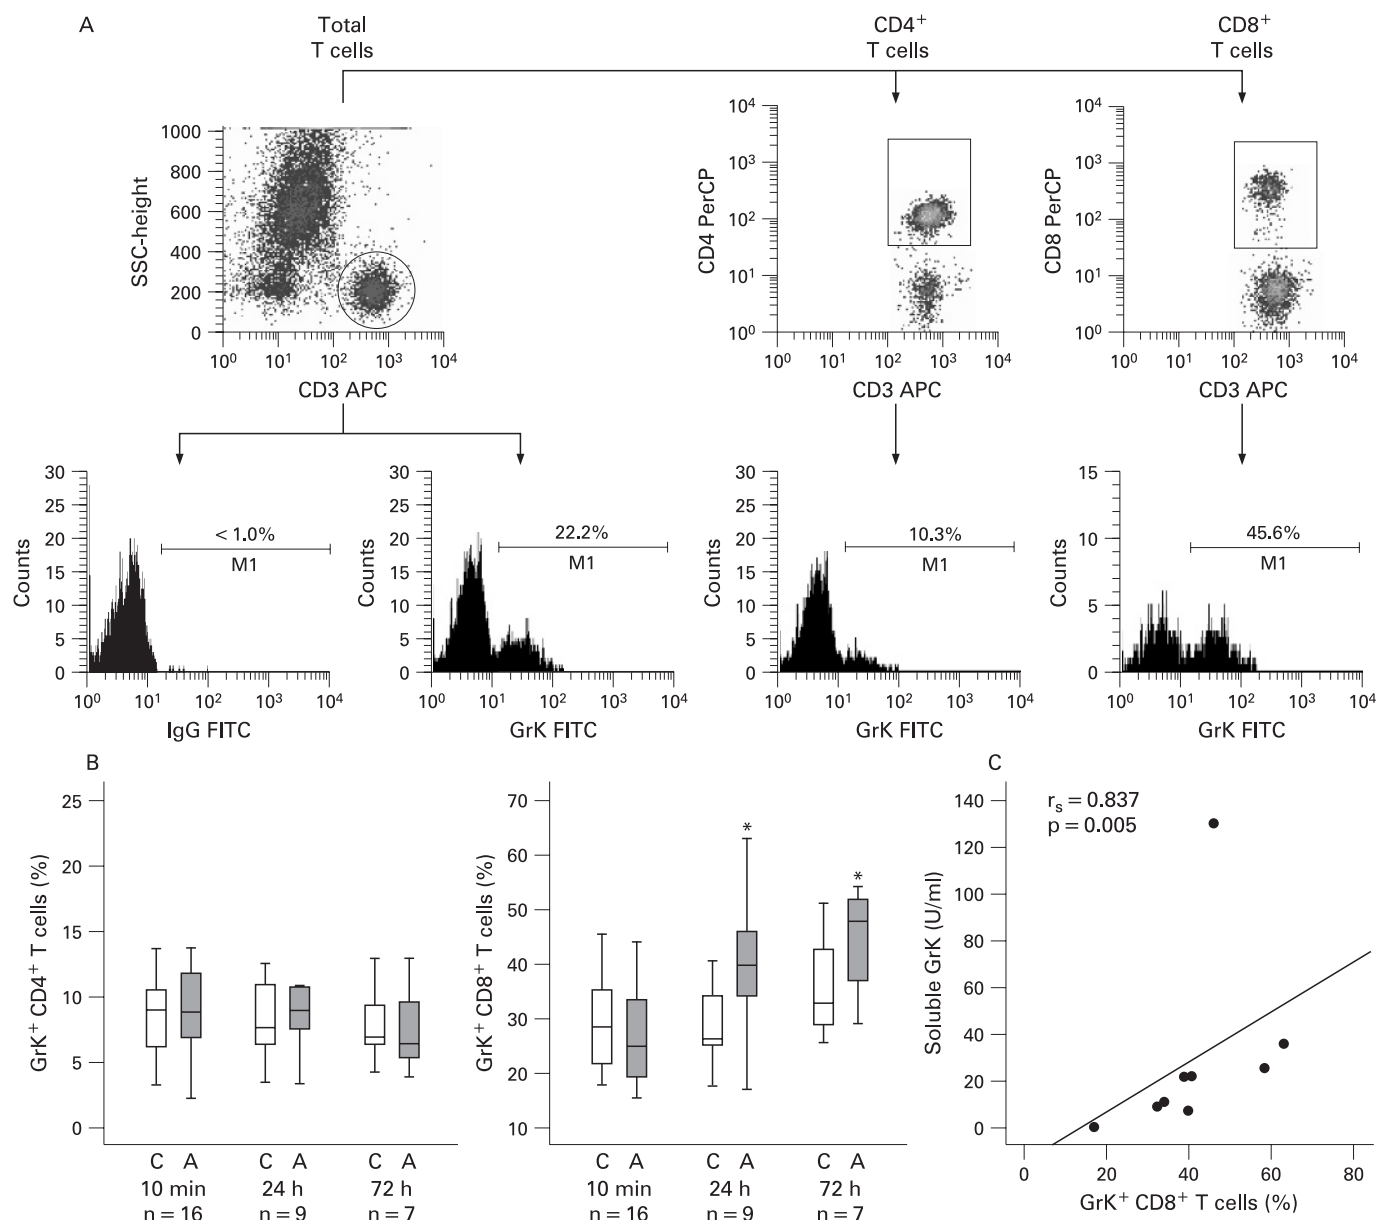 A
Total
T cells
CD4+
T cells
CD8+
T cells
SSC-height
1000
800
600
400
200
0
10^0 10^1 10^2 10^3 10^4
CD3 APC
CD4 PerCP
10^4
10^3
10^2
10^1
10^0
10^0 10^1 10^2 10^3 10^4
CD3 APC
CD8 PerCP
10^4
10^3
10^2
10^1
10^0
10^0 10^1 10^2 10^3 10^4
CD3 APC
Counts
30
25
20
15
10
5
0
< 1.0%
M1
10^0 10^1 10^2 10^3 10^4
IgG FITC
Counts
30
25
20
15
10
5
0
22.2%
M1
10^0 10^1 10^2 10^3 10^4
GrK FITC
Counts
30
25
20
15
10
5
0
10.3%
M1
10^0 10^1 10^2 10^3 10^4
GrK FITC
Counts
15
10
5
0
45.6%
M1
10^0 10^1 10^2 10^3 10^4
GrK FITC
B
GrK+ CD4+ T cells (%)
25
20
15
10
5
0
C A C A C A
10 min 24 h 72 h
n = 16 n = 9 n = 7
GrK+ CD8+ T cells (%)
70
60
50
40
30
20
10
*
*
C A C A C A
10 min 24 h 72 h
n = 16 n = 9 n = 7
C
Soluble GrK (U/ml)
140
130
120
80
60
40
20
0
rs = 0.837
p = 0.005
0 20 40 60 80
GrK+ CD8+ T cells (%)